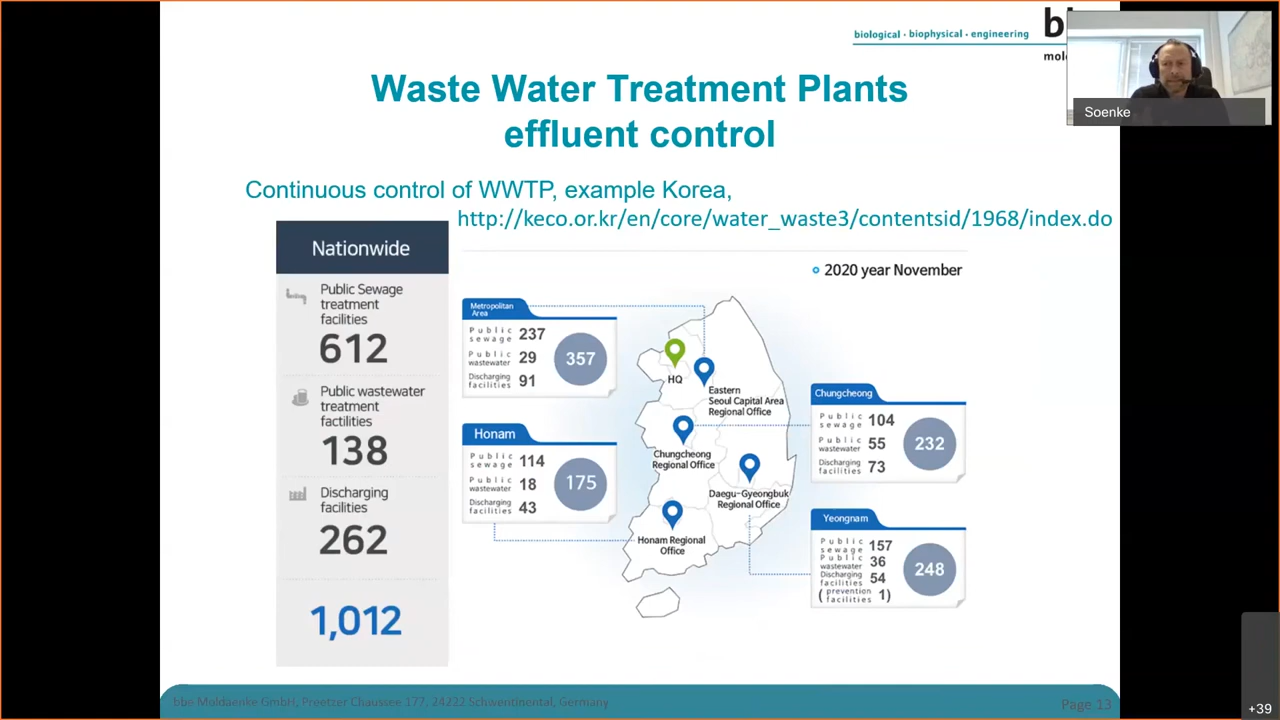 biological · biophysical · engineering
Soenke
Waste Water Treatment Plants
effluent control
Continuous control of WWTP, example Korea,
http://keco.or.kr/en/core/water_waste3/contentsid/1968/index.do
Nationwide
Public Sewage
treatment
facilities
612
Public wastewater
treatment
factilities
138
Discharging
facilities
262
1,012
2020 year November
Metropolitan
Area
Public
sewage 237
Public
wastewater 29
Discharging
facilities 91
357
Honam
Public
sewage 114
Public
wastewater 18
Discharging
facilities 43
175
HQ
Eastern
Seoul Capital Area
Regional Office
Chungcheong
Regional Office
Daegu-Gyeongbuk
Regional Office
Honam Regional
Office
Chungcheong
Public
sewage 104
Public
wastewater 55
Discharging
facilities 73
232
Yeongnam
Public
sewage 157
Public
wastewater 36
Discharging
facilities 54
( prevention
facilities 1)
248
bbe Moldaenke GmbH, Preetzer Chaussee 177, 24222 Schwentinental, Germany
Page 13
+39